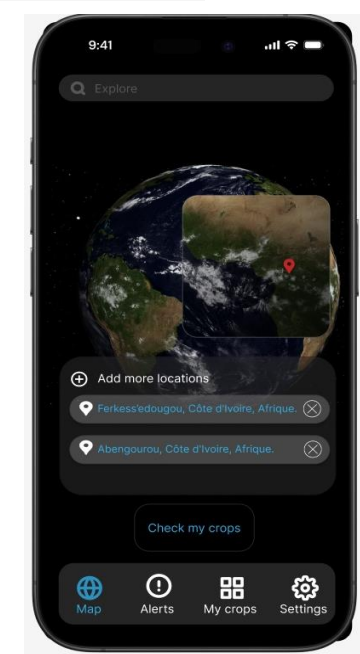 9:41
Explore
Add more locations
Ferkess'edougou, Côte d'Ivoire, Afrique.
Abengourou, Côte d'Ivoire, Afrique.
Check my crops
Map Alerts My crops Settings